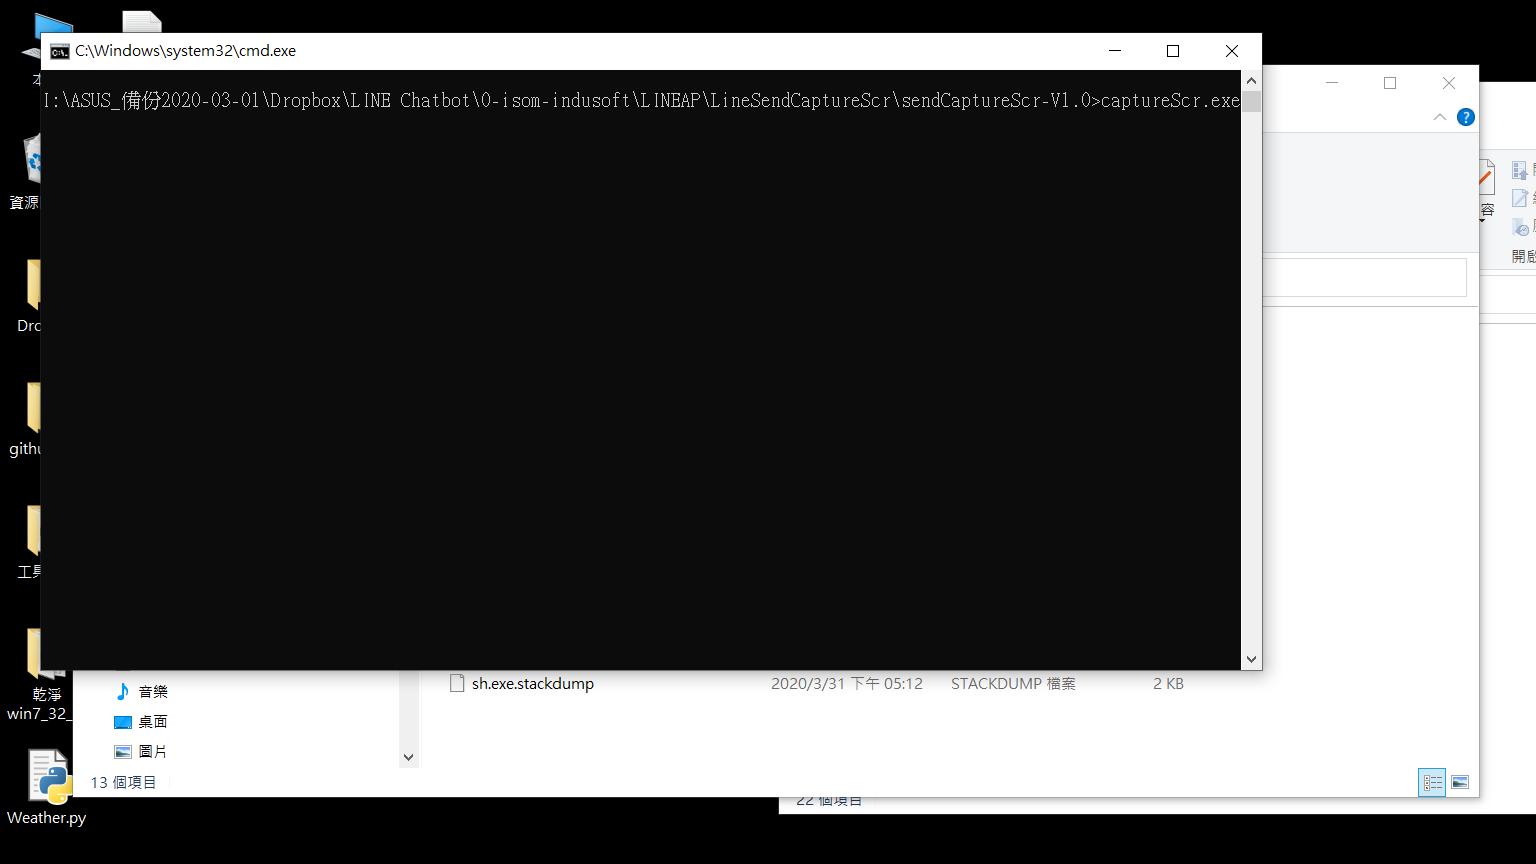 C:\Windows\system32\cmd.exe
I:\ASUS_備份2020-03-01\Dropbox\LINE Chatbot\0-isom-indusoft\LINEAP\LineSendCaptureScr\sendCaptureScr-V1.0>captureScr.exe
本
資源
Dro
githu
工具
乾淨
win7_32_
Weather.py
容
開啟
音樂
桌面
圖片
sh.exe.stackdump 2020/3/31 下午 05:12 STACKDUMP 檔案 2 KB
13 個項目
22 個項目